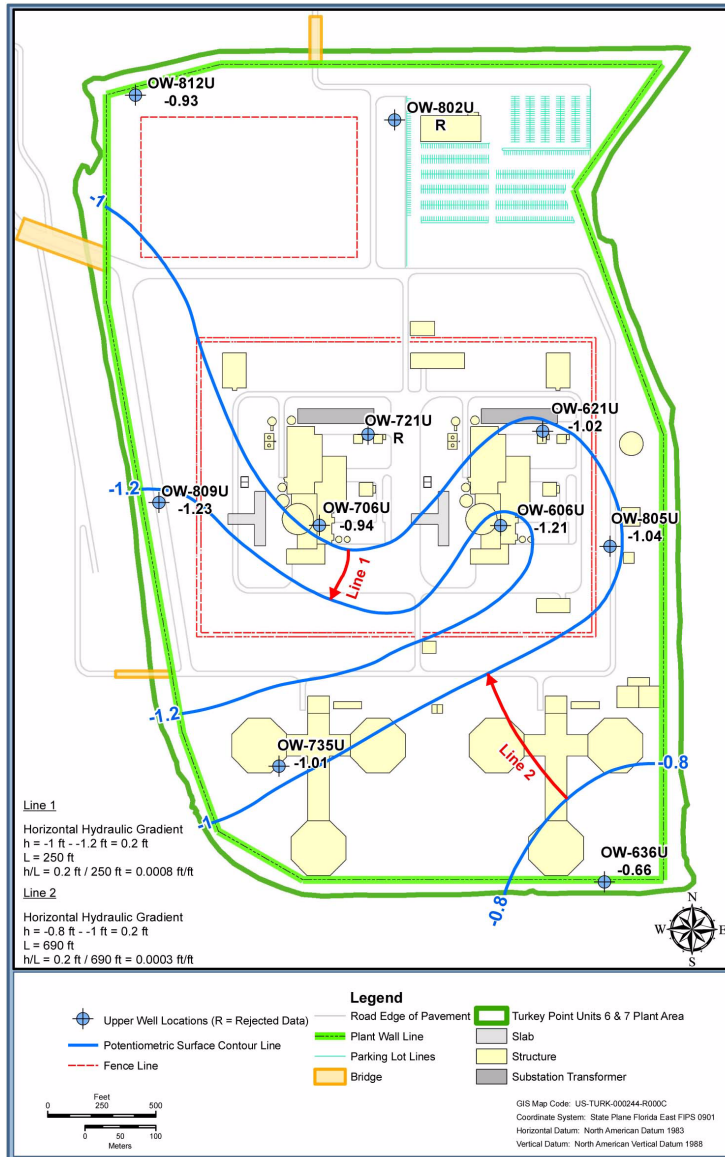 OW-812U
-0.93
OW-802U
R
-1
OW-721U
R
OW-621U
-1.02
-1.2
OW-809U
-1.23
OW-706U
-0.94
OW-606U
-1.21
OW-805U
-1.04
Line 1
-1.2
Line 2
OW-735U
-1.01
-0.8
-1
OW-636U
-0.66
-0.8
Line 1
Horizontal Hydraulic Gradient
h = -1 ft - -1.2 ft = 0.2 ft
L = 250 ft
h/L = 0.2 ft / 250 ft = 0.0008 ft/ft
Line 2
Horizontal Hydraulic Gradient
h = -0.8 ft - -1 ft = 0.2 ft
L = 690 ft
h/L = 0.2 ft / 690 ft = 0.0003 ft/ft
N
W E
S
Legend
Upper Well Locations (R = Rejected Data)
Potentiometric Surface Contour Line
Fence Line
Road Edge of Pavement
Plant Wall Line
Parking Lot Lines
Bridge
Turkey Point Units 6 & 7 Plant Area
Slab
Structure
Substation Transformer
Feet
0 250 500
0 50 100
Meters
GIS Map Code: US-TURK-000244-R000C
Coordinate System: State Plane Florida East FIPS 0901
Horizontal Datum: North American Datum 1983
Vertical Datum: North American Vertical Datum 1988